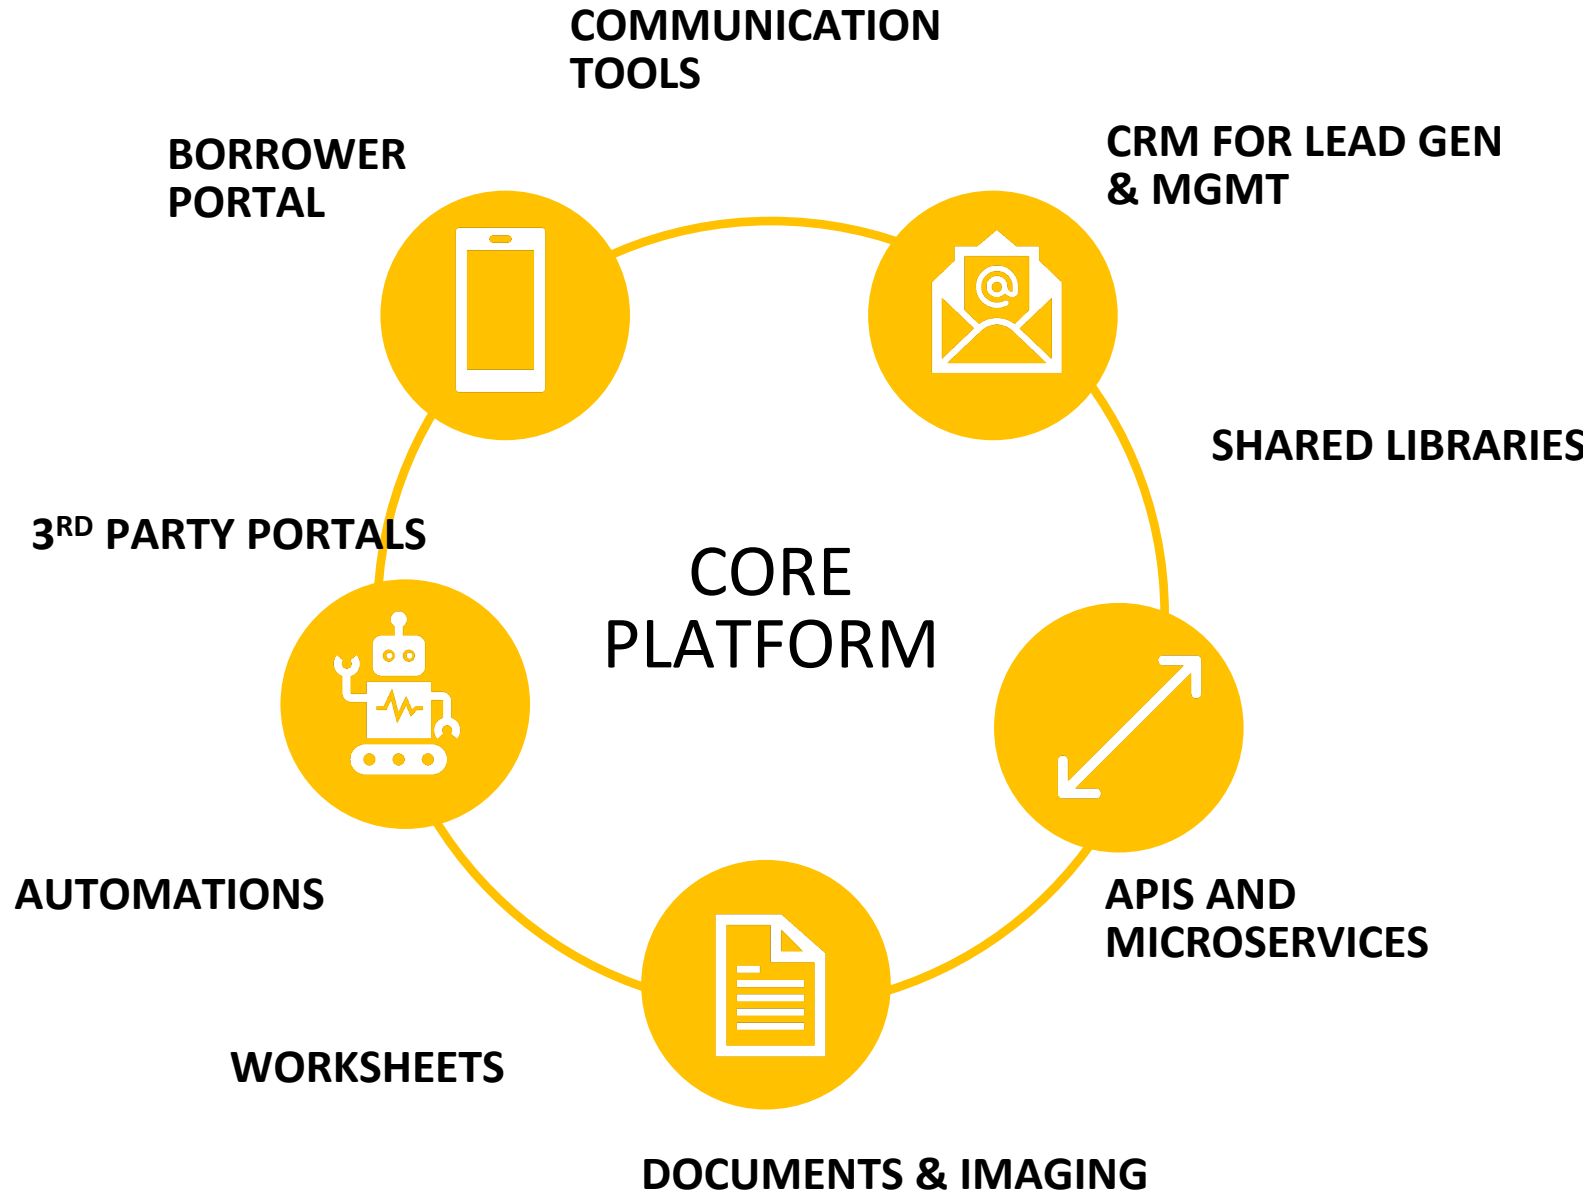 COMMUNICATION
TOOLS
BORROWER
PORTAL
CRM FOR LEAD GEN
& MGMT
SHARED LIBRARIES
3RD PARTY PORTALS
CORE
PLATFORM
@
AUTOMATIONS
APIS AND
MICROSERVICES
WORKSHEETS
DOCUMENTS & IMAGING